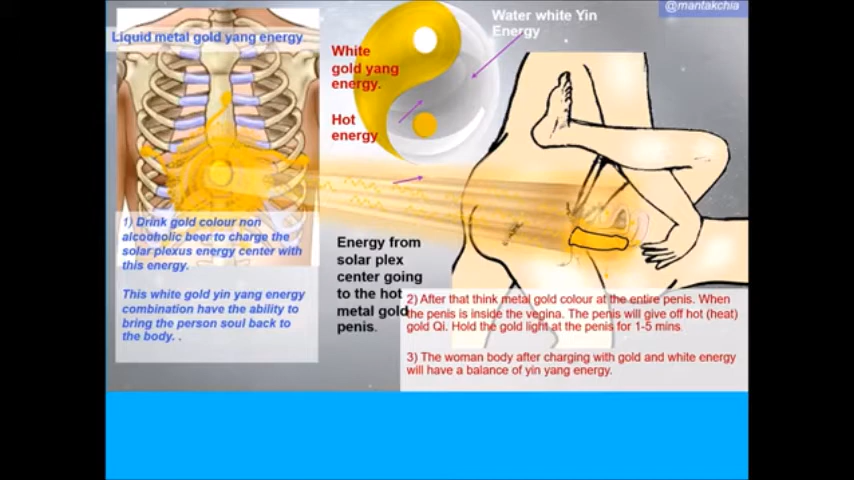 @mantakchia
Liquid metal gold yang energy
Water white Yin
Energy
White
gold yang
energy.
Hot
energy
1) Drink gold colour non
alcooholic beer to charge the
solar plexus energy center with
this energy.
This white gold yin yang energy
combination have the ability to
bring the person soul back to
the body. .
Energy from
solar plex
center going
to the hot
metal gold
penis.
2) After that think metal gold colour at the entire penis. When
the penis is inside the vegina. The penis will give off hot (heat)
gold Qi. Hold the gold light at the penis for 1-5 mins
3) The woman body after charging with gold and white energy
will have a balance of yin yang energy.